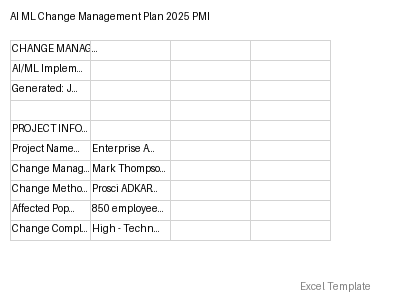 AI ML Change Management Plan 2025 PMI
CHANGE MANAG...
AI/ML Implem...
Generated: J...
PROJECT INFO...
Project Name... Enterprise A...
Change Manag... Mark Thompso...
Change Metho... Prosci ADKAR...
Affected Pop... 850 employee...
Change Compl... High - Techn...
Excel Template